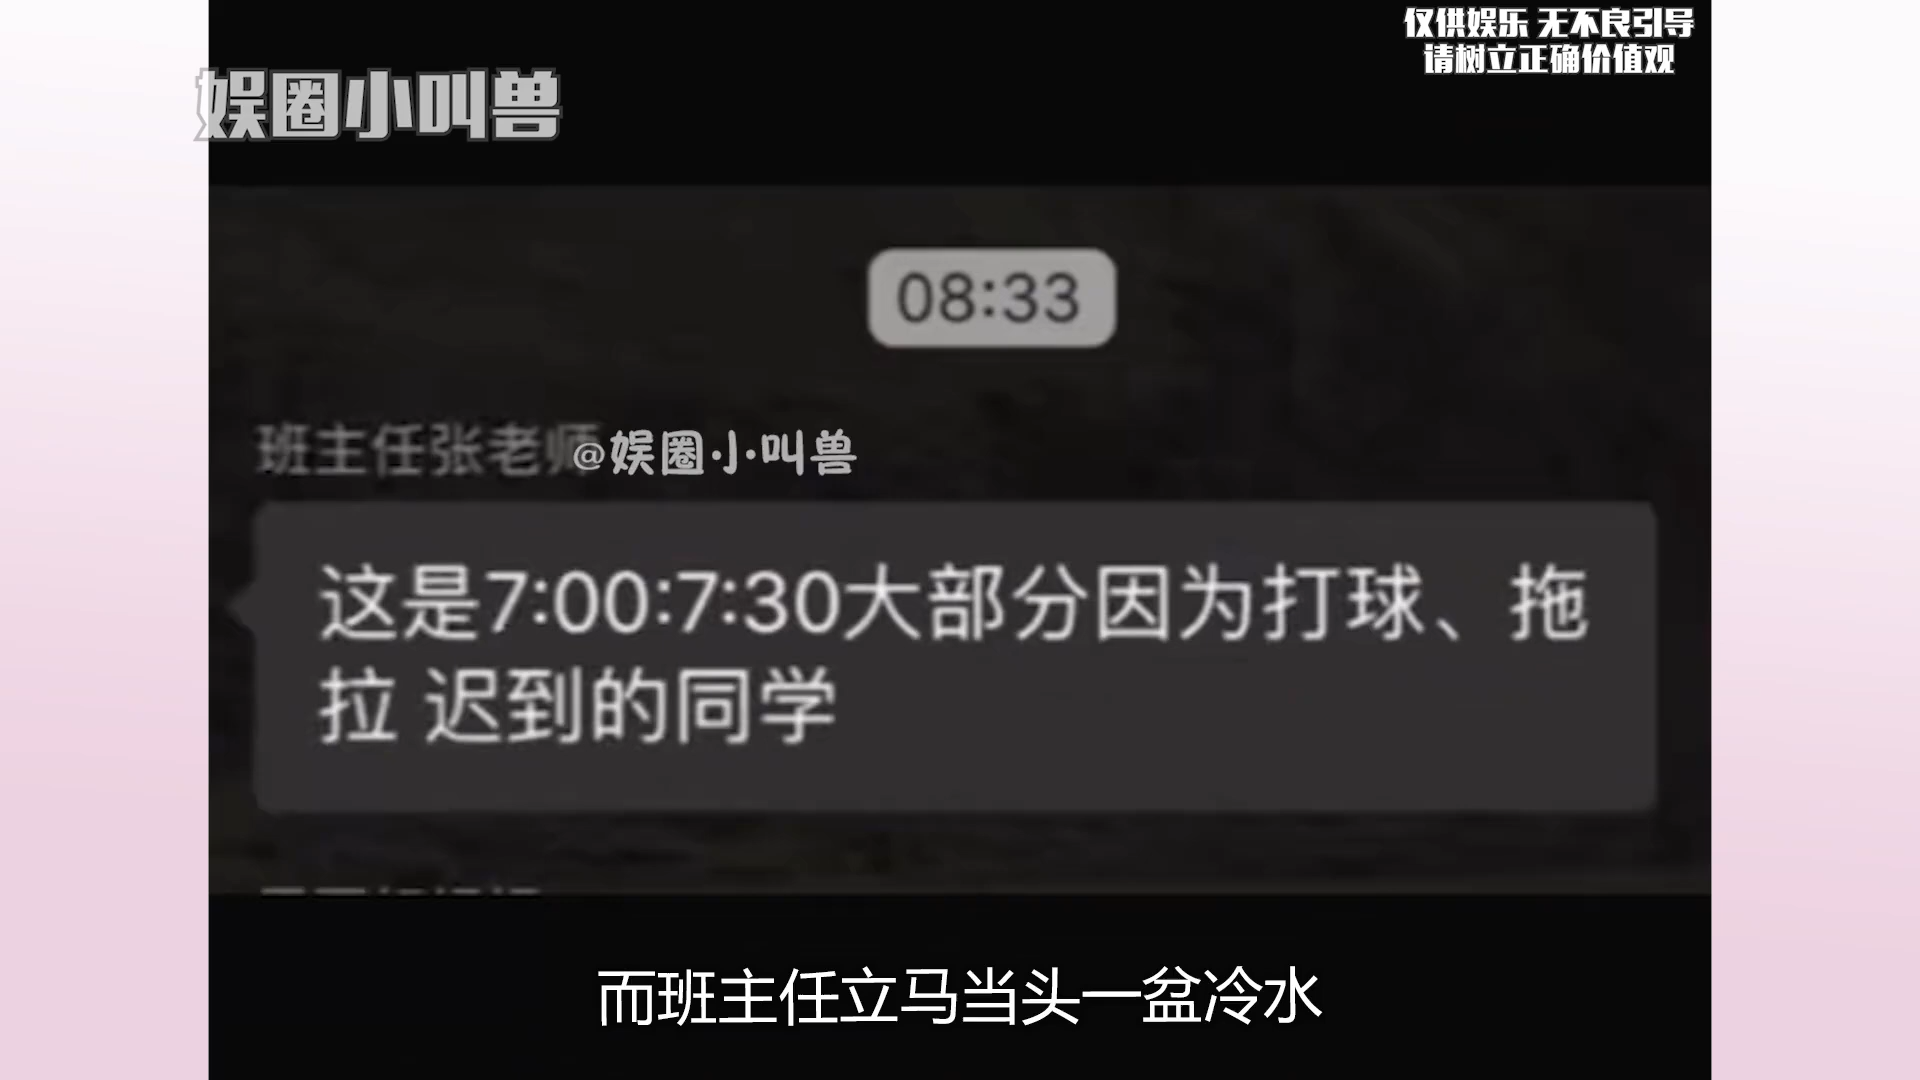 仅供娱乐 无不良引导
请树立正确价值观
娱圈小叫兽
08:33
班主任张老师@娱圈小叫兽
这是7:00:7:30大部分因为打球、拖
拉 迟到的同学
而班主任立马当头一盆冷水